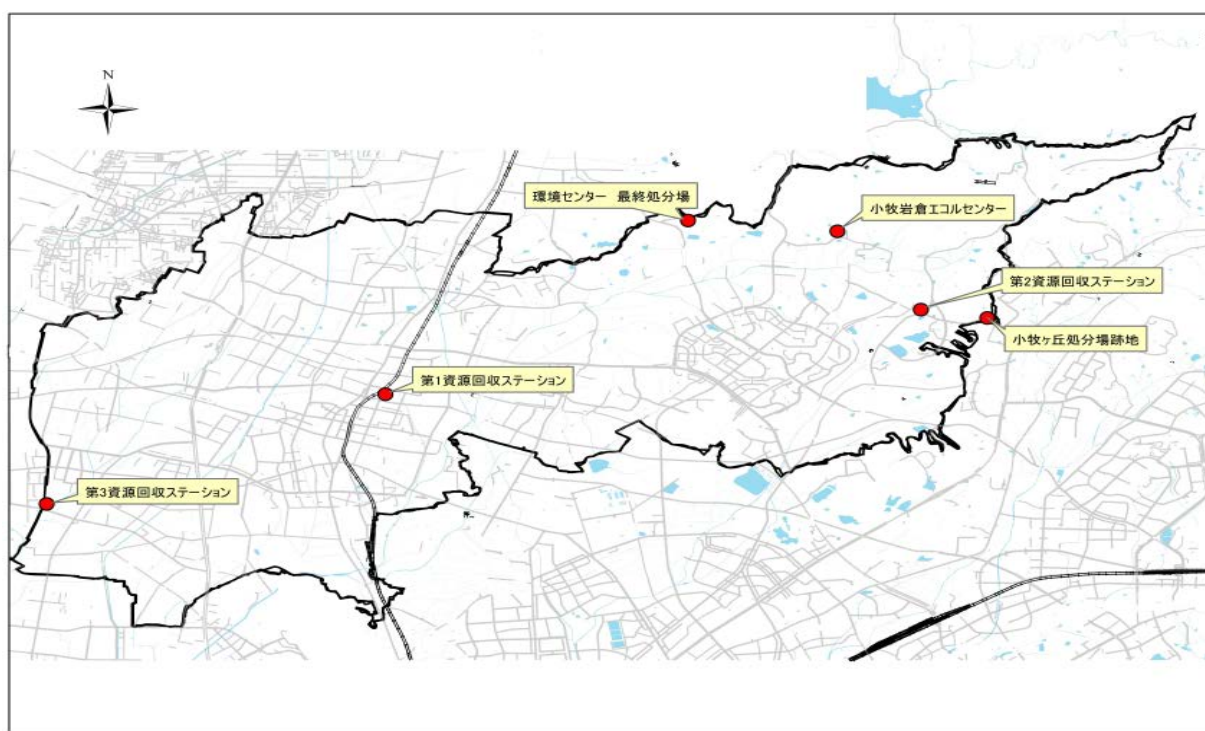 N
環境センター　最終処分場
小牧岩倉エコルセンター
第2資源回収ステーション
小牧ヶ丘処分場跡地
第1資源回収ステーション
第3資源回収ステーション